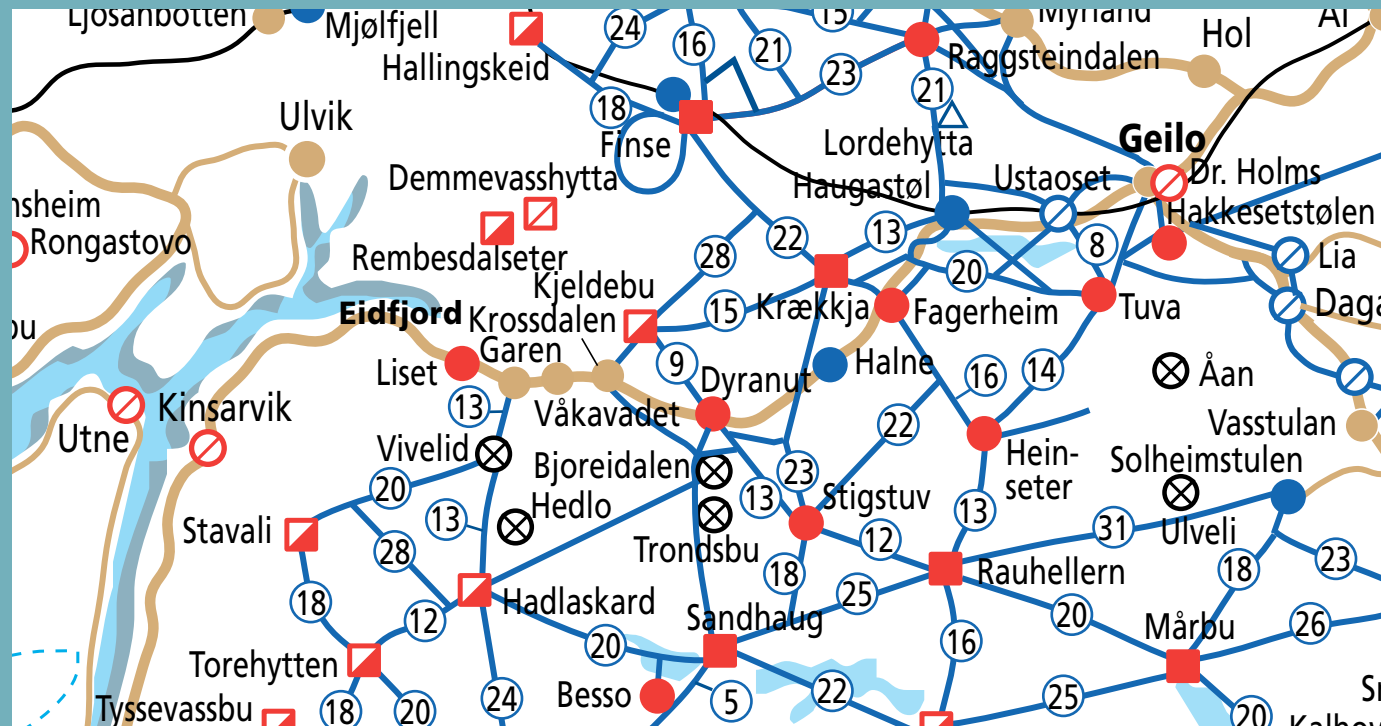 Ljosanbotten
Mjølfjell
24
16
15
Myrland
Hol
Hallingskeid
21
23
Raggsteindalen
21
18
Ulvik
Finse
Lordehytta
Geilo
Demmevasshytta
Haugastøl
Ustaoset
Dr. Holms
Hakkesetstølen
Rongastovo
Rembesdalseter
22
13
8
28
20
Lia
Kjeldebu
Eidfjord
Krossdalen
15
Krækkja
Fagerheim
Tuva
Garen
Liset
9
Dyranut
Halne
16
14
Åan
13
Kinsarvik
Våkavadet
Utne
22
Vasstulan
Vivelid
Bjoreidalen
Hein-
seter
Solheimstulen
20
23
Hedlo
13
Stigstuv
13
13
Stavali
31
Ulveli
28
Trondsbu
12
23
18
Rauhellern
18
18
Hadlaskard
25
12
Sandhaug
20
Mårbu
26
20
16
Torehytten
Besso
24
5
22
25
Tyssevassbu
18
20
20